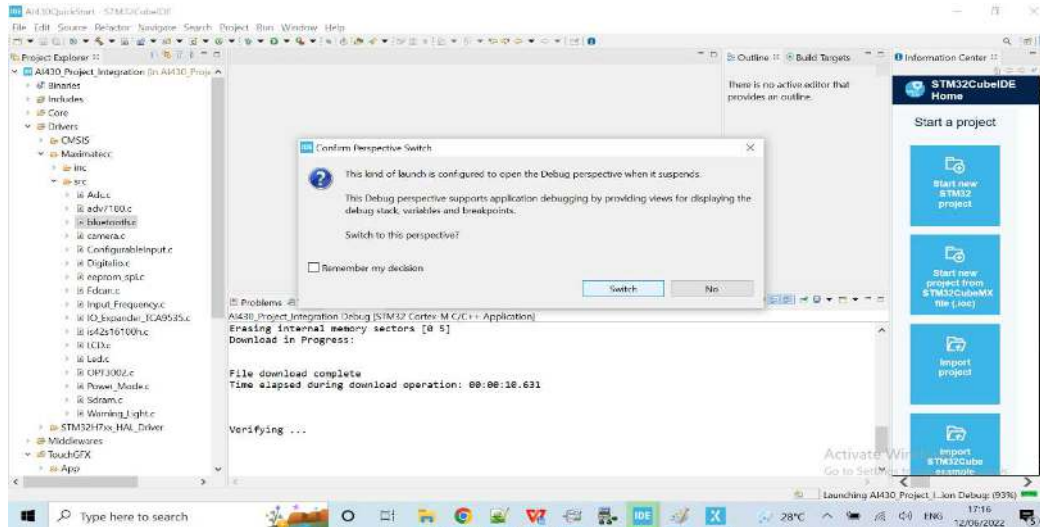 AI430QuickStart - STM32CubeIDE
File Edit Source Refactor Navigate Search Project Run Window Help
Project Explorer
AI430_Project_Integration (in AI430_Proje
Binaries
Includes
Core
Drivers
CMSIS
Maximatecc
inc
src
Adc.c
adv7180.c
bluetooth.c
camera.c
ConfigurableInput.c
Digitalio.c
eeprom_spi.c
Fdcan.c
Input_Frequency.c
IO_Expander_TCA9535.c
is42s16100h.c
Led.c
OPT3002.c
Power_Mode.c
Sdram.c
Warning_Light.c
STM32H7xx_HAL_Driver
Middlewares
TouchGFX
App
Confirm Perspective Switch
This kind of launch is configured to open the Debug perspective when it suspends.
This Debug perspective supports application debugging by providing views for displaying the
debug stack, variables and breakpoints.
Switch to this perspective?
Remember my decision
Switch
No
Problems
AI430_Project_Integration Debug [STM32 Cortex-M C/C++ Application]
Erasing internal memory sectors [0 5]
Download in Progress:
File download complete
Time elapsed during download operation: 00:00:10.631
Verifying ...
Outline
Build Targets
There is no active editor that
provides an outline.
Information Center
STM32CubeIDE
Home
Start a project
Start new
STM32
project
Start new
project from
STM32CubeMX
file (.ioc)
Import
project
Import
STM32Cube
example
Activate Win
Go to Settin
Launching AI430_Project_I...ion Debug: (93%)
Type here to search
IDE
28°C
ENG
17:16
12/06/2022